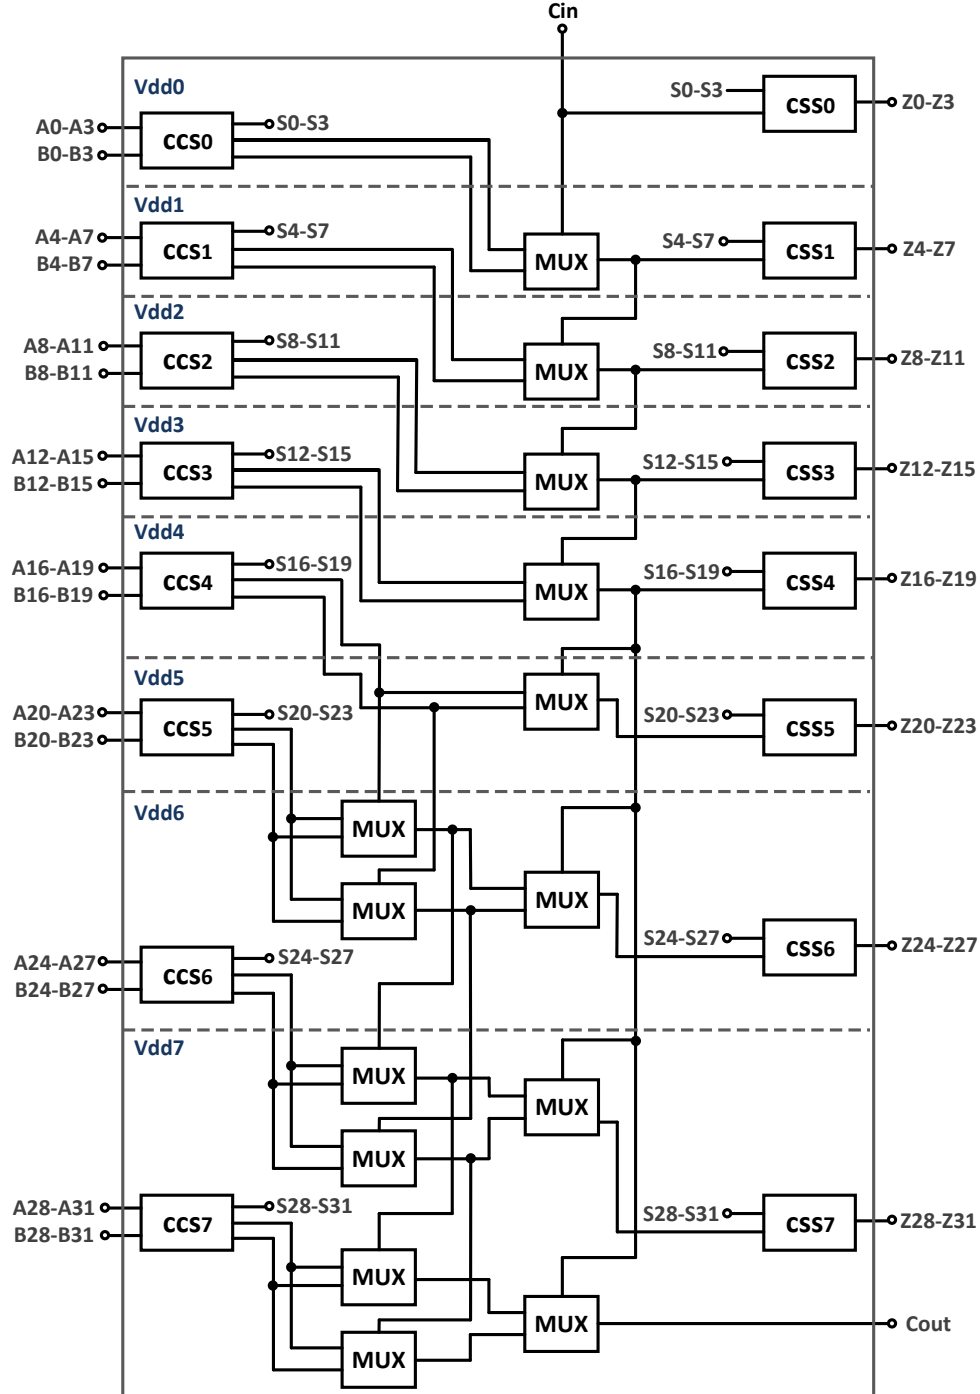 Cin
Vdd0
S0-S3
CSS0
Z0-Z3
A0-A3
B0-B3
CCS0
S0-S3
Vdd1
A4-A7
B4-B7
CCS1
S4-S7
MUX
S4-S7
CSS1
Z4-Z7
Vdd2
A8-A11
B8-B11
CCS2
S8-S11
MUX
S8-S11
CSS2
Z8-Z11
Vdd3
A12-A15
B12-B15
CCS3
S12-S15
MUX
S12-S15
CSS3
Z12-Z15
Vdd4
A16-A19
B16-B19
CCS4
S16-S19
MUX
S16-S19
CSS4
Z16-Z19
Vdd5
A20-A23
B20-B23
CCS5
S20-S23
MUX
S20-S23
CSS5
Z20-Z23
Vdd6
MUX
MUX
MUX
A24-A27
B24-B27
CCS6
S24-S27
S24-S27
CSS6
Z24-Z27
Vdd7
MUX
MUX
MUX
A28-A31
B28-B31
CCS7
S28-S31
S28-S31
CSS7
Z28-Z31
MUX
MUX
MUX
Cout